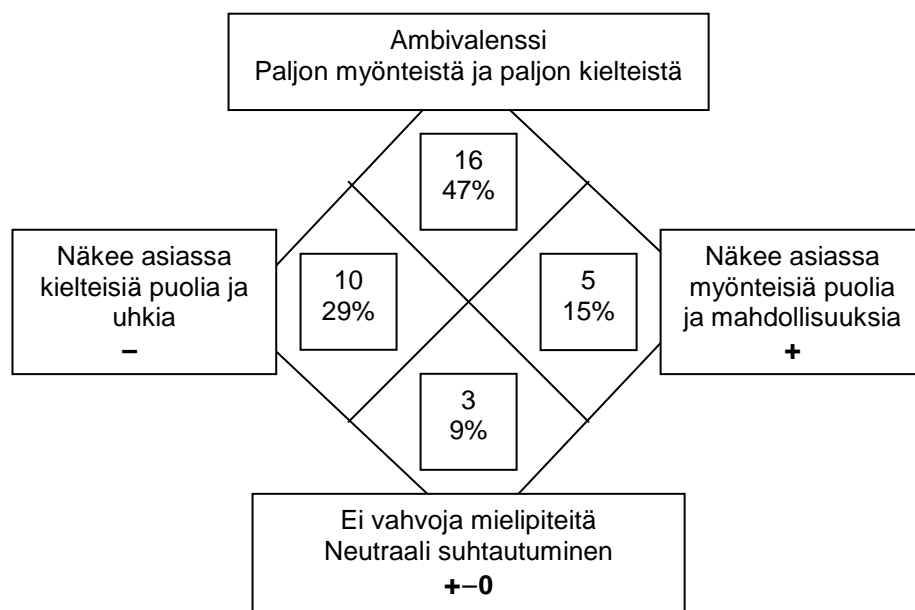 Ambivalenssi
Paljon myönteistä ja paljon kielteistä
16
47%
Näkee asiassa
kielteisiä puolia ja
uhkia
–
10
29%
5
15%
Näkee asiassa
myönteisiä puolia
ja mahdollisuuksia
+
3
9%
Ei vahvoja mielipiteitä
Neutraali suhtautuminen
+–0